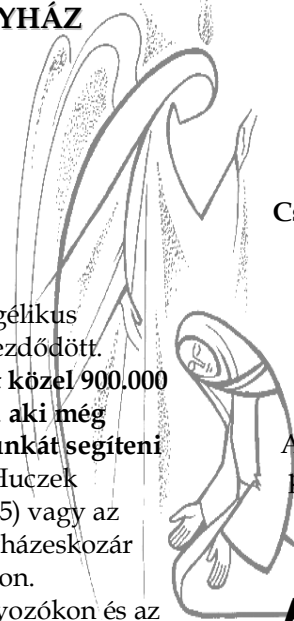 YHÁZ
Cs
gélikus
ezdődött.
t közel 900.000
aki még
unkát segíteni
Huczek
A
5) vagy az
házeskozár
on.
yozókon és az